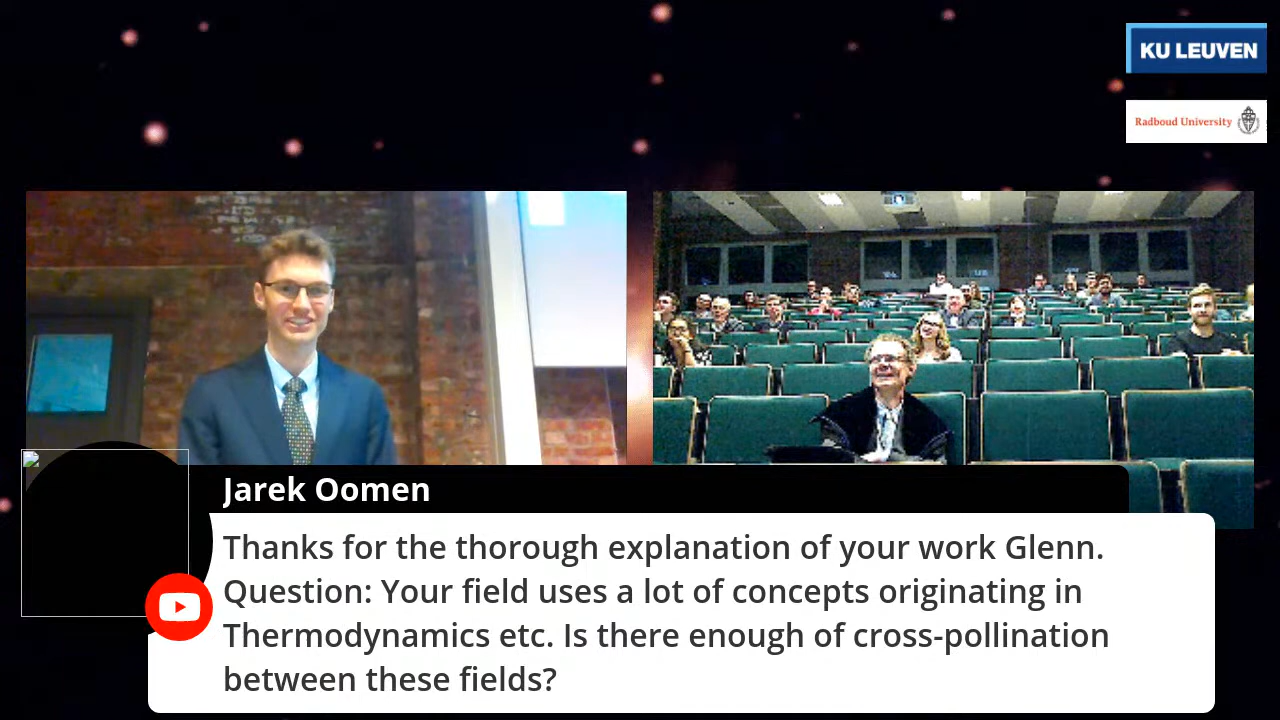 KU LEUVEN
Radboud University
Jarek Oomen
Thanks for the thorough explanation of your work Glenn.
Question: Your field uses a lot of concepts originating in
Thermodynamics etc. Is there enough of cross-pollination
between these fields?